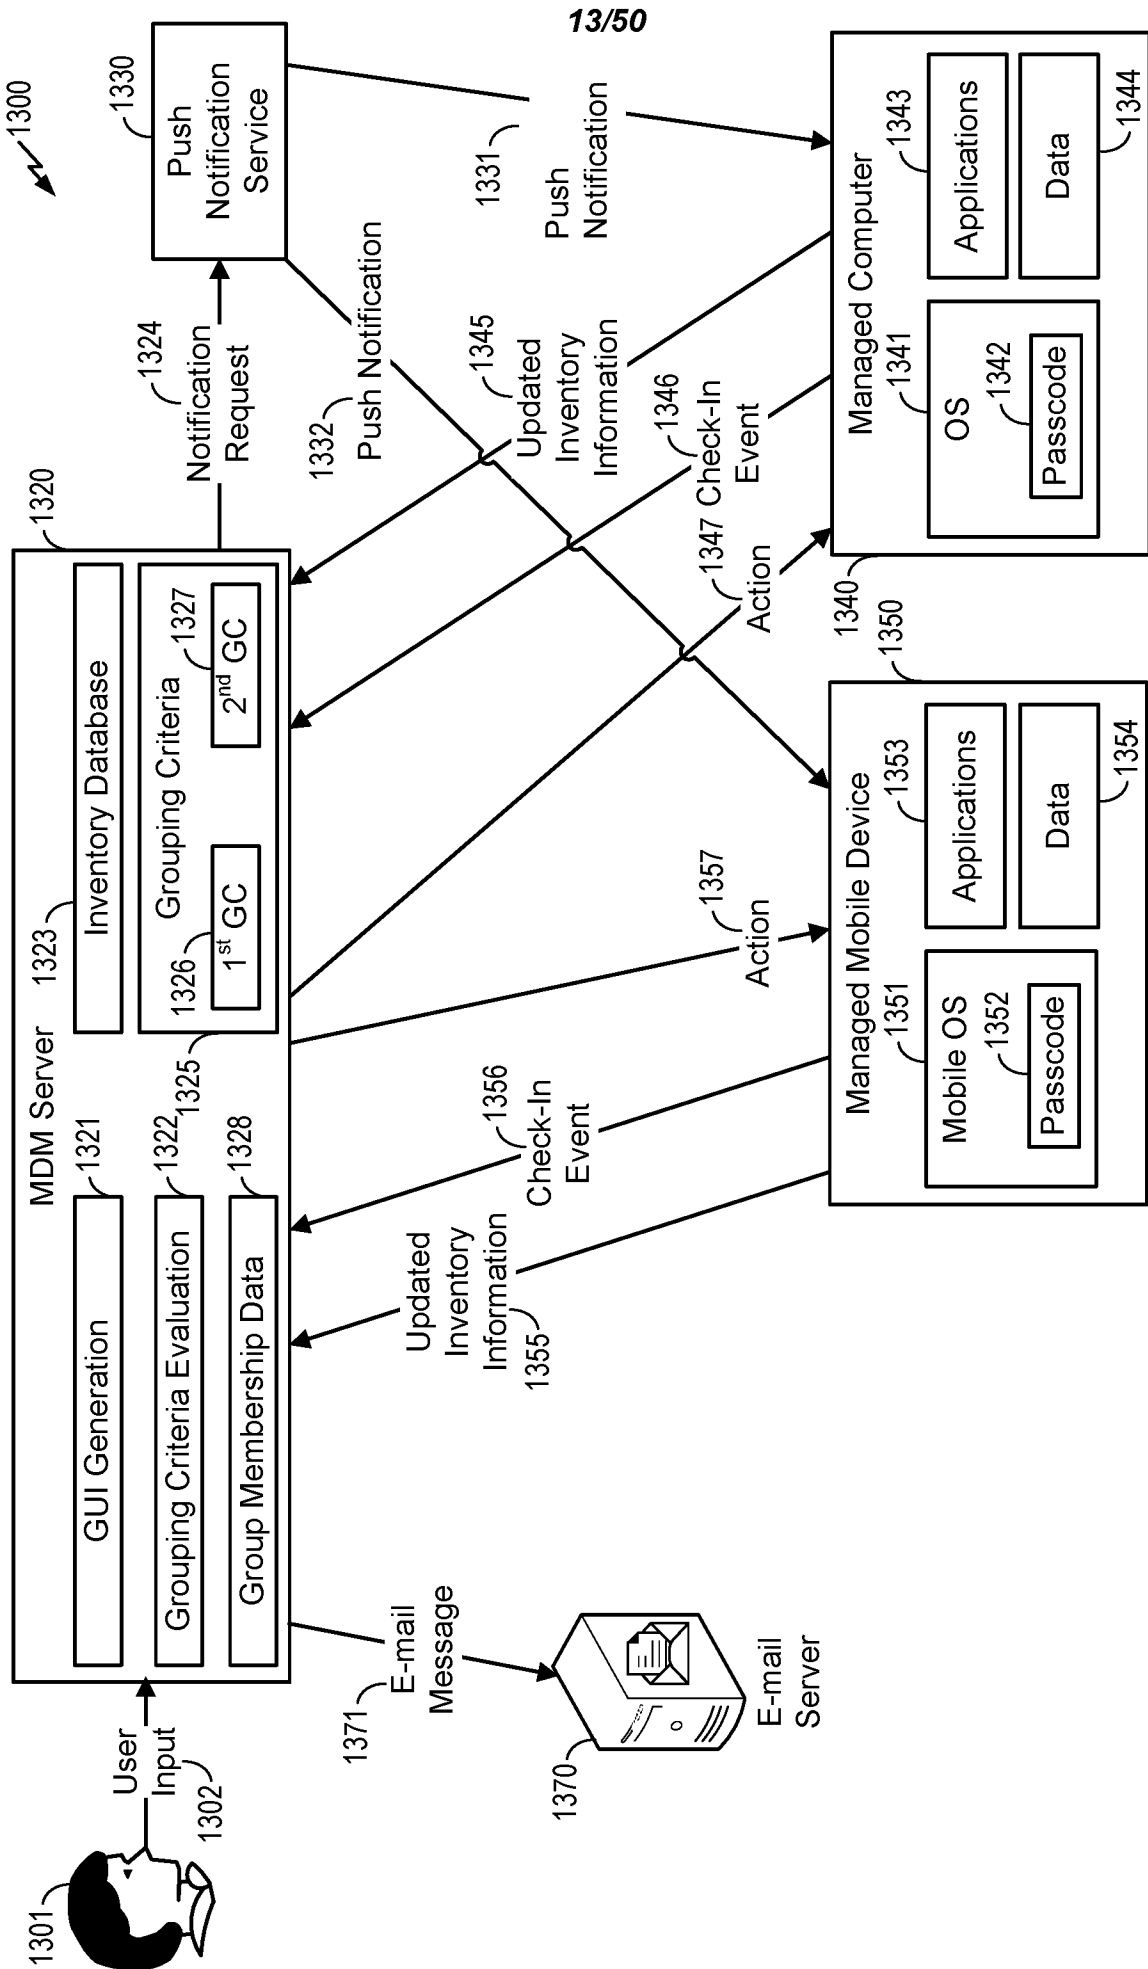 13/50
1300
1301
User
Input
1302
MDM Server
1320
GUI Generation
1321
Grouping Criteria Evaluation
1322
Group Membership Data
1328
1323
Inventory Database
1325
Grouping Criteria
1326
1st GC
1327
2nd GC
1324
Notification
Request
1330
Push
Notification
Service
1331
Push
Notification
1332
Push Notification
1345
Updated
Inventory
Information
1346
Check-In
Event
1347
Action
1357
Action
1356
Check-In
Event
Updated
Inventory
Information
1355
1371
E-mail
Message
1370
E-mail
Server
1350
Managed Mobile Device
1351
Mobile OS
1352
Passcode
1353
Applications
Data
1354
1340
Managed Computer
1341
OS
1342
Passcode
1343
Applications
Data
1344